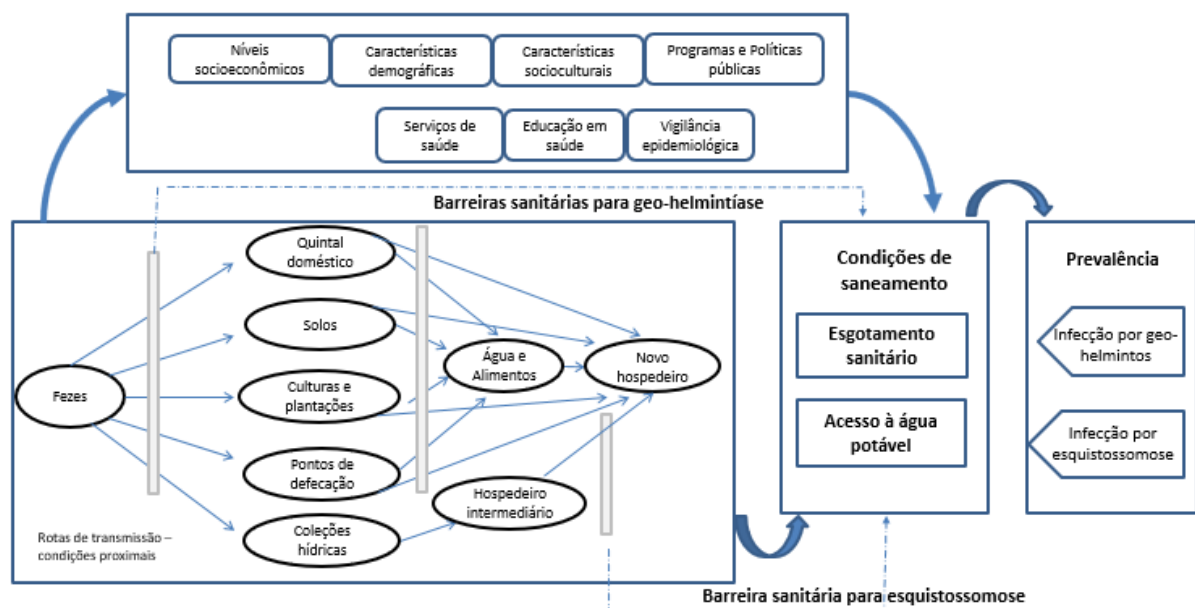 Níveis
socioeconômicos
Características
demográficas
Características
socioculturais
Programas e Políticas
públicas
Serviços de
saúde
Educação em
saúde
Vigilância
epidemiológica
Barreiras sanitárias para geo-helmintíase
Fezes
Quintal
doméstico
Solos
Culturas e
plantações
Pontos de
defecação
Coleções
hídricas
Água e
Alimentos
Hospedeiro
intermediário
Novo
hospedeiro
Rotas de transmissão –
condições proximais
Condições de
saneamento
Esgotamento
sanitário
Acesso à água
potável
Prevalência
Infecção por geo-
helmintos
Infecção por
esquistossomose
Barreira sanitária para esquistossomose